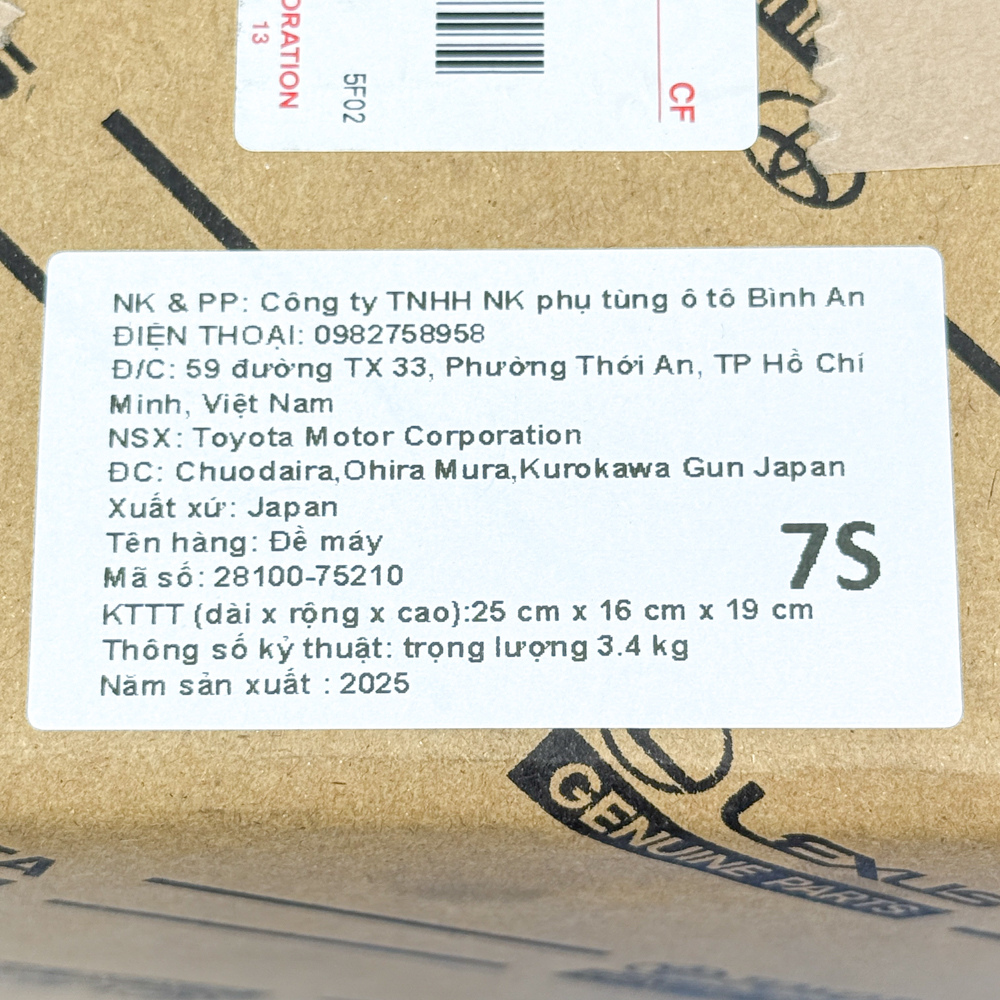 ORATION
13
5F02
CF
NK & PP: Công ty TNHH NK phụ tùng ô tô Bình An
ĐIỆN THOẠI: 0982758958
Đ/C: 59 đường TX 33, Phường Thới An, TP Hồ Chí
Minh, Việt Nam
NSX: Toyota Motor Corporation
ĐC: Chuodaira,Ohira Mura,Kurokawa Gun Japan
Xuất xứ: Japan
Tên hàng: Đề máy
Mã số: 28100-75210
7S
KTTT (dài x rộng x cao):25 cm x 16 cm x 19 cm
Thông số kỷ thuật: trọng lượng 3.4 kg
Năm sản xuất : 2025
LEXUS
GENUINE PARTS